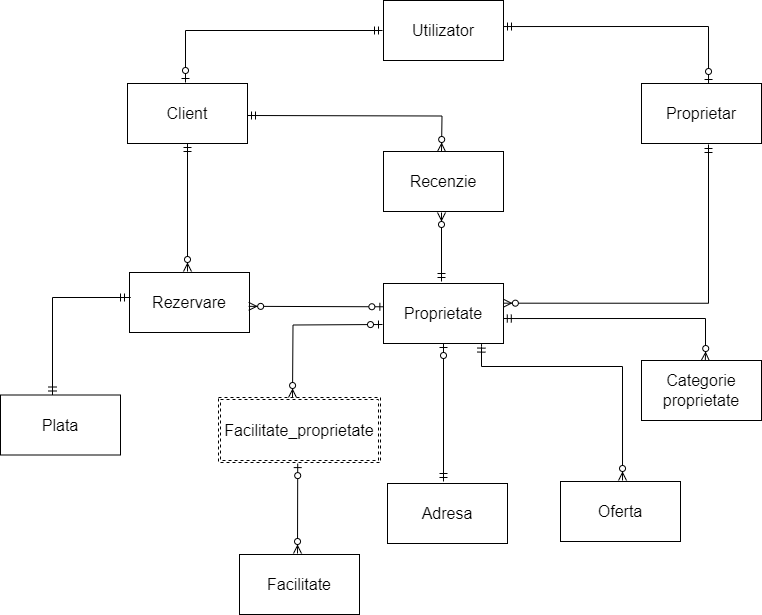 Utilizator
Client
Proprietar
Recenzie
Rezervare
Proprietate
Categorie
proprietate
Plata
Facilitate_proprietate
Adresa
Oferta
Facilitate